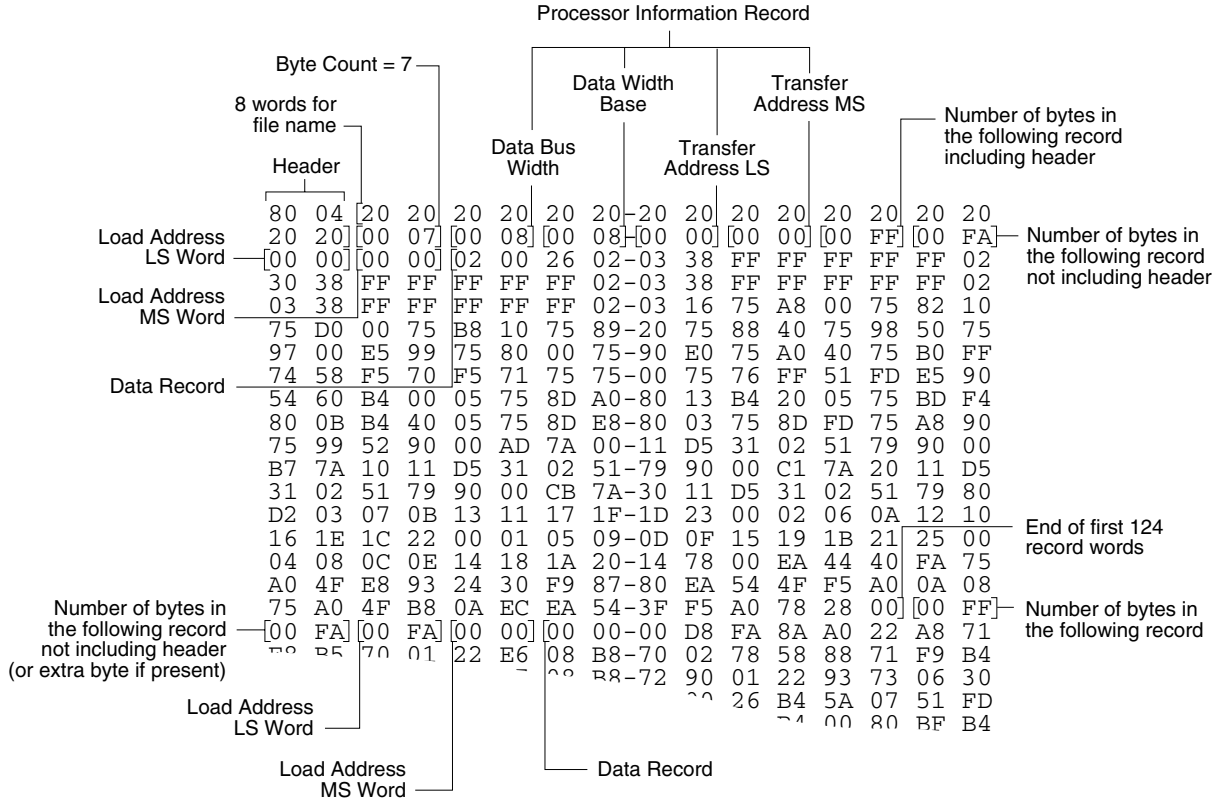 Processor Information Record
Byte Count = 7
Data Width
Base
Transfer
Address MS
8 words for
file name
Number of bytes in
the following record
including header
Data Bus
Width
Transfer
Address LS
Header
80 04 [20 20 20 20 20 20-20 20 20 20 20 20 20 20
Load Address
LS Word
20 20] [00 07] [00 08] [00 08]-[00 00] [00 00] [00 FF] [00 FA]
Number of bytes in
the following record
not including header
[00 00] [00 00] [02 00 26 02-03 38 FF FF FF FF FF 02
Load Address
MS Word
30 38 FF FF FF FF FF 02-03 38 FF FF FF FF FF 02
03 38 FF FF FF FF FF 02-03 16 75 A8 00 75 82 10
75 D0 00 75 B8 10 75 89-20 75 88 40 75 98 50 75
97 00 E5 99 75 80 00 75-90 E0 75 A0 40 75 B0 FF
Data Record
74 58 F5 70 F5 71 75 75-00 75 76 FF 51 FD E5 90
54 60 B4 00 05 75 8D A0-80 13 B4 20 05 75 BD F4
80 0B B4 40 05 75 8D E8-80 03 75 8D FD 75 A8 90
75 99 52 90 00 AD 7A 00-11 D5 31 02 51 79 90 00
B7 7A 10 11 D5 31 02 51-79 90 00 C1 7A 20 11 D5
31 02 51 79 90 00 CB 7A-30 11 D5 31 02 51 79 80
D2 03 07 0B 13 11 17 1F-1D 23 00 02 06 0A 12 10
16 1E 1C 22 00 01 05 09-0D 0F 15 19 1B 21 25 00
End of first 124
record words
04 08 0C 0E 14 18 1A 20-14 78 00 EA 44 40 FA 75
A0 4F E8 93 24 30 F9 87-80 EA 54 4F F5 A0 0A 08
75 A0 4F B8 0A EC EA 54-3F F5 A0 78 28 00] [00 FF]
Number of bytes in
the following record
Number of bytes in
the following record
not including header
(or extra byte if present)
[00 FA] [00 FA] [00 00] [00 00-00 D8 FA 8A A0 22 A8 71
E8 B5 70 01 22 E6 08 B8-70 02 78 58 88 71 F9 B4
08 B8-72 90 01 22 93 73 06 30
26 B4 5A 07 51 FD
00 80 BF B4
Load Address
LS Word
Load Address
MS Word
Data Record